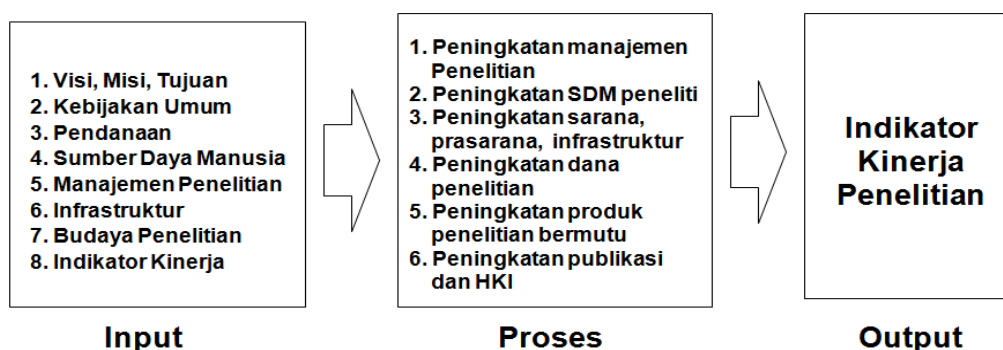 1. Visi, Misi, Tujuan
2. Kebijakan Umum
3. Pendanaan
4. Sumber Daya Manusia
5. Manajemen Penelitian
6. Infrastruktur
7. Budaya Penelitian
8. Indikator Kinerja
Input
1. Peningkatan manajemen
Penelitian
2. Peningkatan SDM peneliti
3. Peningkatan sarana,
prasarana, infrastruktur
4. Peningkatan dana
penelitian
5. Peningkatan produk
penelitian bermutu
6. Peningkatan publikasi
dan HKI
Proses
Indikator
Kinerja
Penelitian
Output